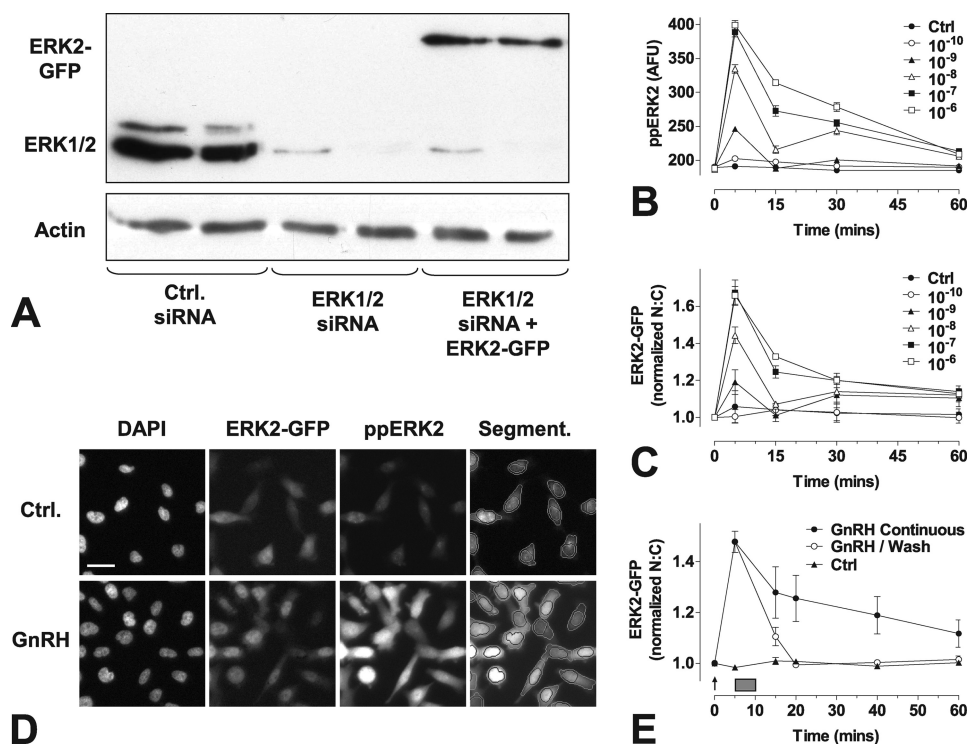 ERK2-
GFP
ERK1/2
Actin
Ctrl.
siRNA
ERK1/2
siRNA
ERK1/2
siRNA +
ERK2-GFP
A
ppERK2 (AFU)
400
350
300
250
200
0 15 30 45 60
Time (mins)
Ctrl
10⁻¹⁰
10⁻⁹
10⁻⁸
10⁻⁷
10⁻⁶
B
ERK2-GFP
(normalized N:C)
1.6
1.4
1.2
1.0
0 15 30 45 60
Time (mins)
Ctrl
10⁻¹⁰
10⁻⁹
10⁻⁸
10⁻⁷
10⁻⁶
C
DAPI ERK2-GFP ppERK2 Segment.
Ctrl.
GnRH
D
ERK2-GFP
(normalized N:C)
1.4
1.2
1.0
0 10 20 30 40 50 60
Time (mins)
GnRH Continuous
GnRH / Wash
Ctrl
E